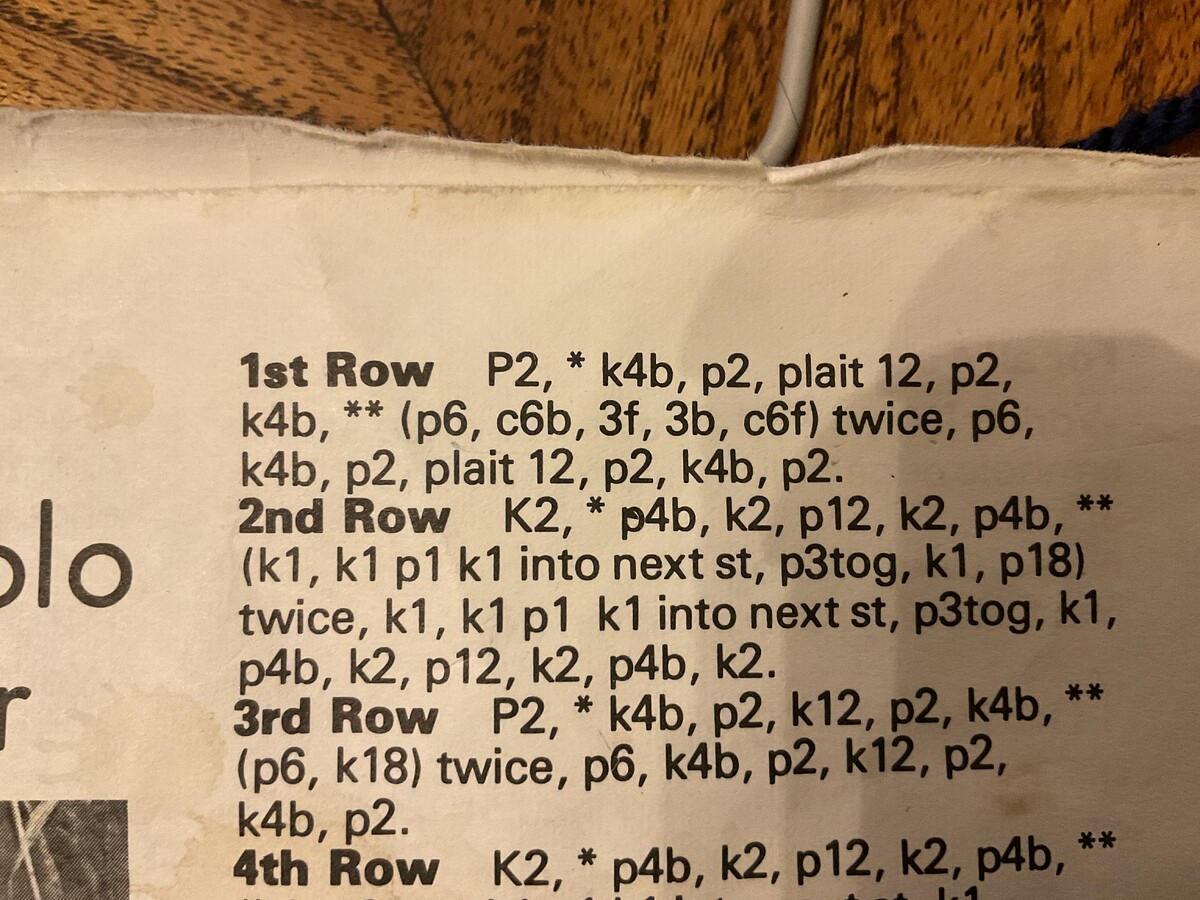 1st Row P2, * k4b, p2, plait 12, p2,
k4b, ** (p6, c6b, 3f, 3b, c6f) twice, p6,
k4b, p2, plait 12, p2, k4b, p2.
2nd Row K2, * p4b, k2, p12, k2, p4b, **
(k1, k1 p1 k1 into next st, p3tog, k1, p18)
twice, k1, k1 p1 k1 into next st, p3tog, k1,
p4b, k2, p12, k2, p4b, k2.
3rd Row P2, * k4b, p2, k12, p2, k4b, **
(p6, k18) twice, p6, k4b, p2, k12, p2,
k4b, p2.
4th Row K2, * p4b, k2, p12, k2, p4b, **